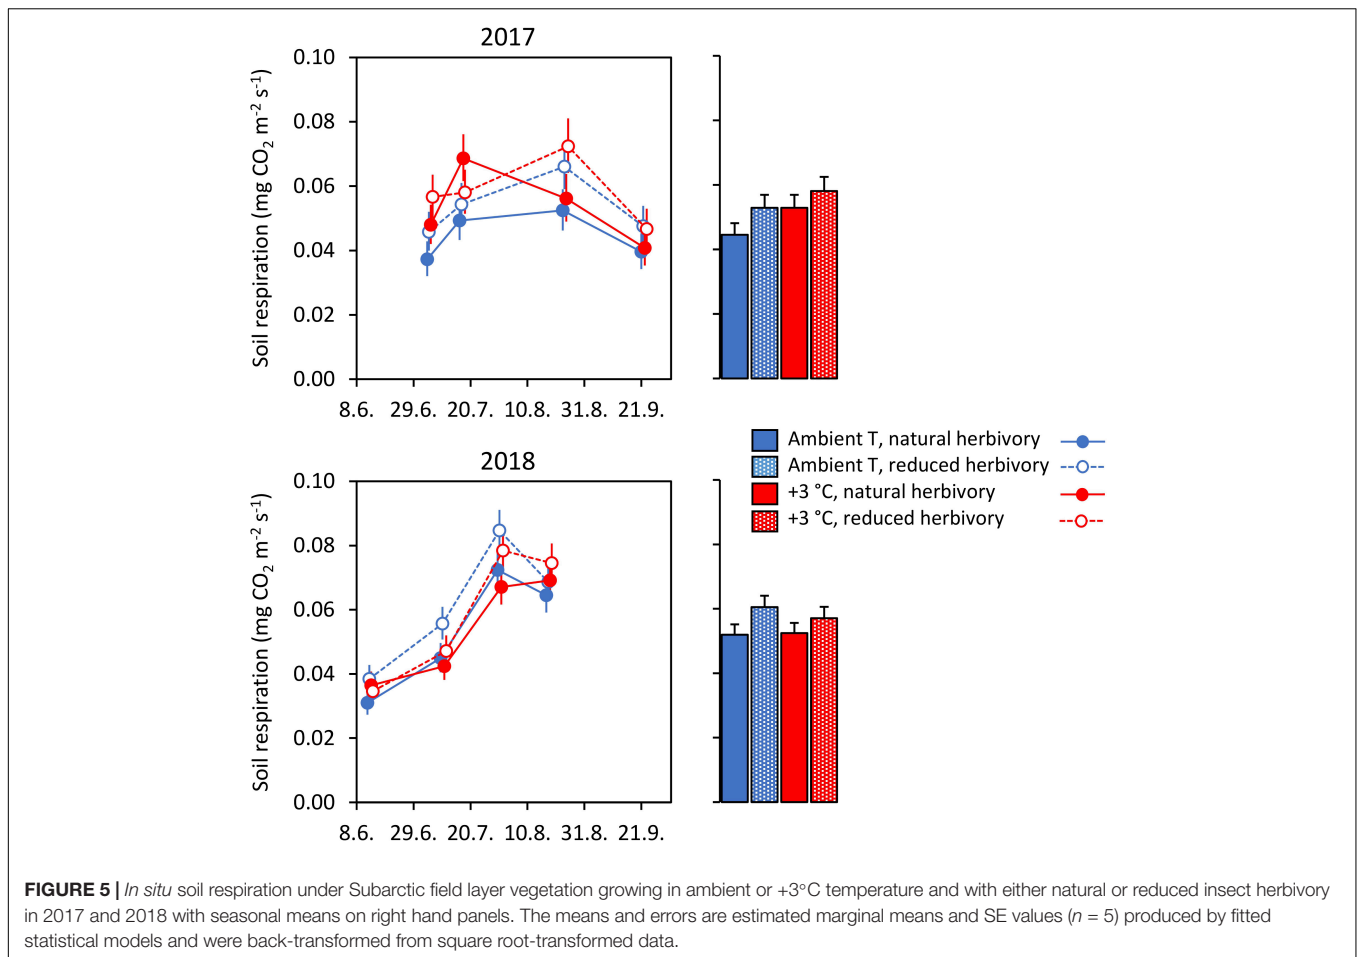 2017
Soil respiration (mg CO₂ m⁻² s⁻¹)
0.10
0.08
0.06
0.04
0.02
0.00
8.6. 29.6. 20.7. 10.8. 31.8. 21.9.
Ambient T, natural herbivory
Ambient T, reduced herbivory
+3 °C, natural herbivory
+3 °C, reduced herbivory
2018
Soil respiration (mg CO₂ m⁻² s⁻¹)
0.10
0.08
0.06
0.04
0.02
0.00
8.6. 29.6. 20.7. 10.8. 31.8. 21.9.
FIGURE 5 | In situ soil respiration under Subarctic field layer vegetation growing in ambient or +3°C temperature and with either natural or reduced insect herbivory
in 2017 and 2018 with seasonal means on right hand panels. The means and errors are estimated marginal means and SE values (n = 5) produced by fitted
statistical models and were back-transformed from square root-transformed data.